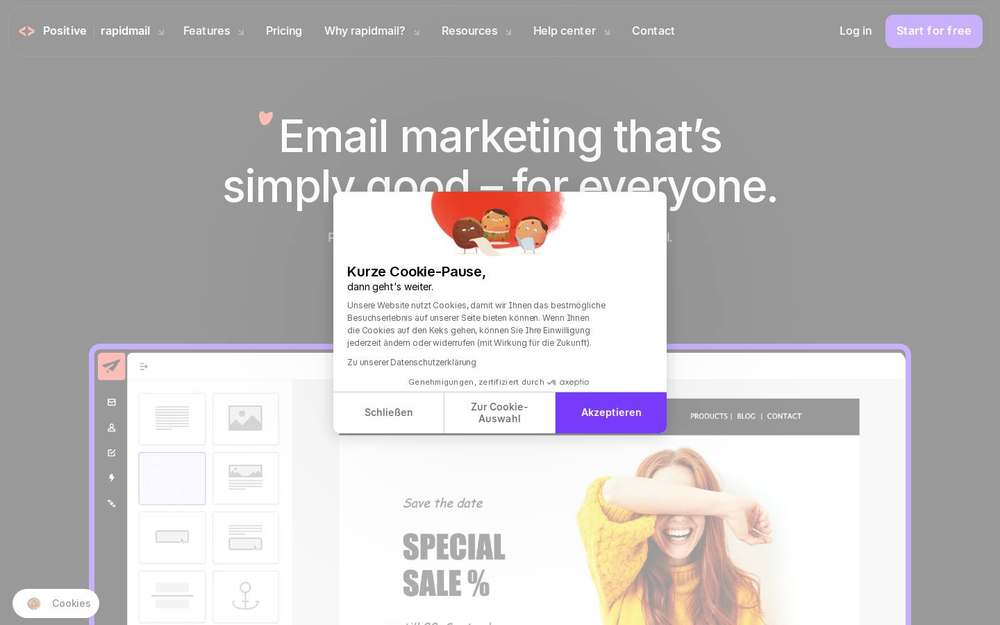 Positive rapidmail Features Pricing Why rapidmail? Resources Help center Contact Log in Start for free
Email marketing that's
simply good – for everyone.
Kurze Cookie-Pause,
dann geht's weiter.
Unsere Website nutzt Cookies, damit wir Ihnen das bestmögliche
Besuchserlebnis auf unserer Seite bieten können. Wenn Ihnen
die Cookies auf den Keks gehen, können Sie Ihre Einwilligung
jederzeit ändern oder widerrufen (mit Wirkung für die Zukunft).
Zu unserer Datenschutzerklärung
Genehmigungen, zertifiziert durch axeptio
Schließen
Zur Cookie-
Auswahl
Akzeptieren
PRODUCTS | BLOG | CONTACT
Save the date
SPECIAL
SALE %
Cookies